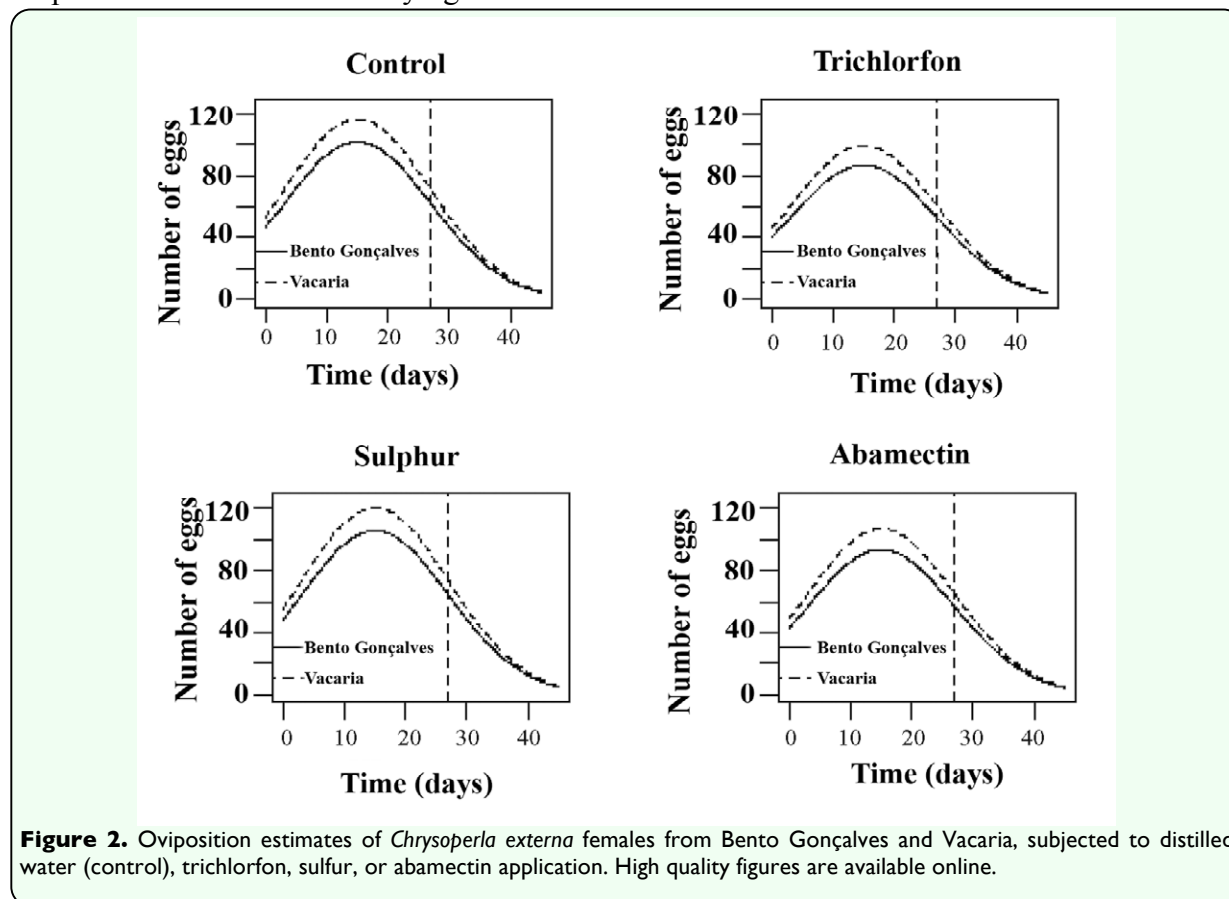 Control
Number of eggs
120
80
40
0
Bento Gonçalves
Vacaria
0 10 20 30 40
Time (days)
Trichlorfon
Number of eggs
120
80
40
0
Bento Gonçalves
Vacaria
0 10 20 30 40
Time (days)
Sulphur
Number of eggs
120
80
40
0
Bento Gonçalves
Vacaria
0 10 20 30 40
Time (days)
Abamectin
Number of eggs
120
80
40
0
Bento Gonçalves
Vacaria
0 10 20 30 40
Time (days)
Figure 2. Oviposition estimates of Chrysoperla externa females from Bento Gonçalves and Vacaria, subjected to distilled
water (control), trichlorfon, sulfur, or abamectin application. High quality figures are available online.